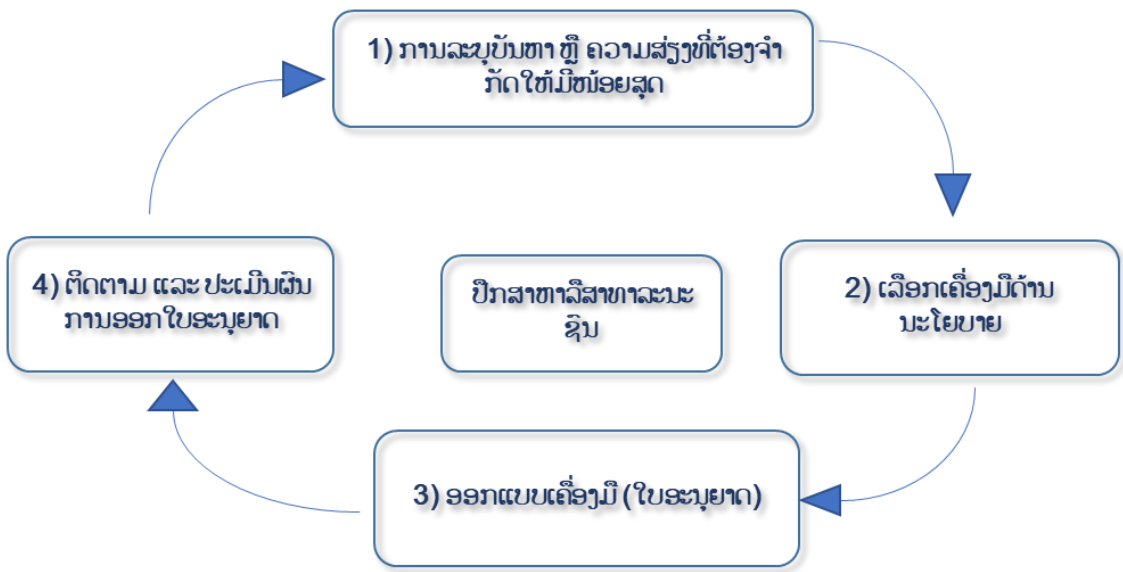 1) ການລະບຸບັນຫາ ຫຼື ຄວາມສ່ຽງທີ່ຕ້ອງຈຳ
ກັດໃຫ້ມີໜ້ອຍສຸດ
4) ຕິດຕາມ ແລະ ປະເມີນຜົນ
ການອອກໃບອະນຸຍາດ
ປຶກສາຫາລືສາທາລະນະ
ຊົນ
2) ເລືອກເຄື່ອງມືດ້ານ
ນະໂຍບາຍ
3) ອອກແບບເຄື່ອງມື (ໃບອະນຸຍາດ)